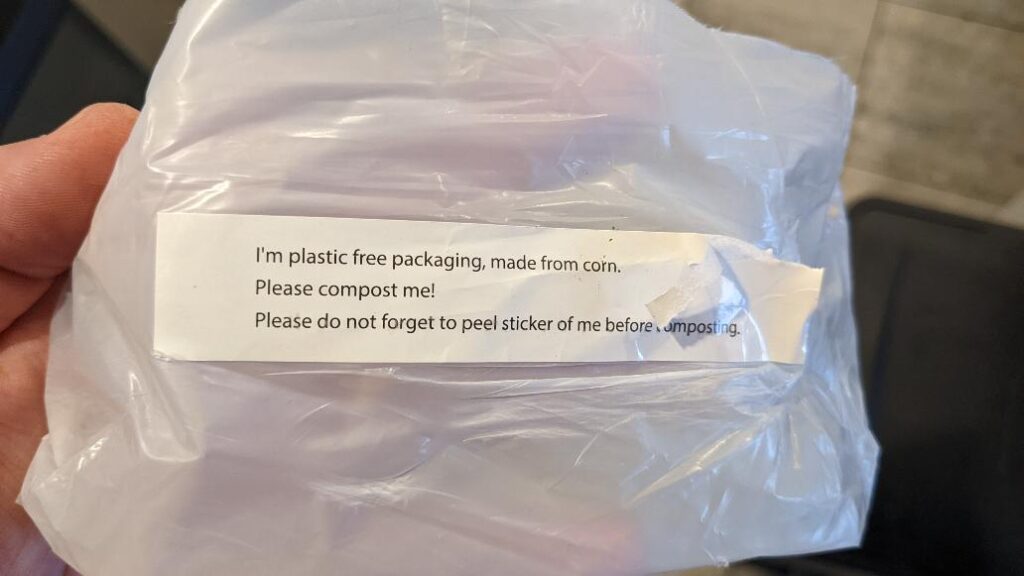 I'm plastic free packaging, made from corn.
Please compost me!
Please do not forget to peel sticker of me before composting.